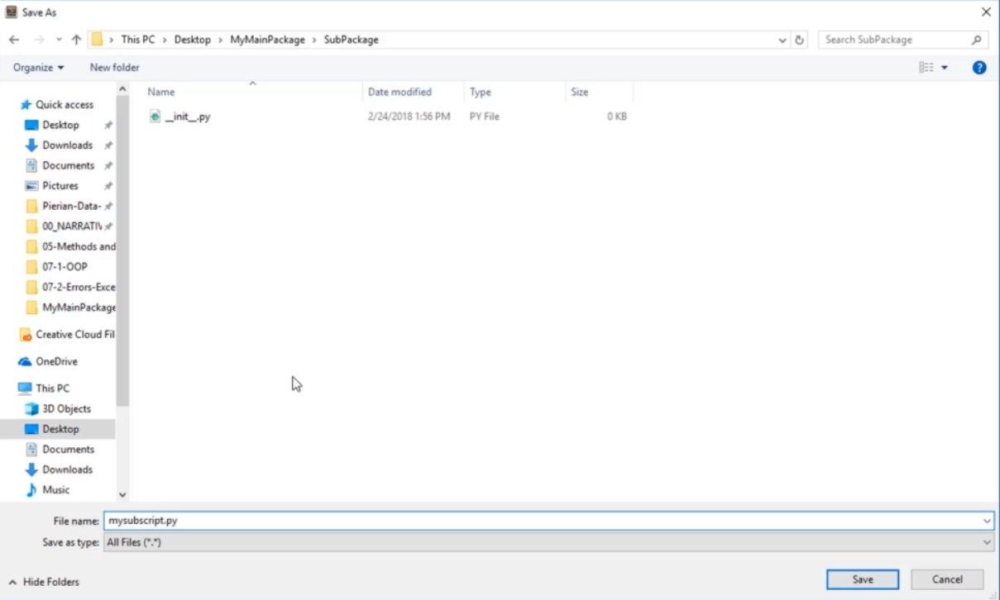 Save As
This PC > Desktop > MyMainPackage > SubPackage
Search SubPackage
Organize
New folder
Name
Date modified
Type
Size
__init__.py
2/24/2018 1:56 PM
PY File
0 KB
Quick access
Desktop
Downloads
Documents
Pictures
Pierian-Data-
00_NARRATIV
05-Methods and
07-1-OOP
07-2-Errors-Exce
MyMainPackage
Creative Cloud Fil
OneDrive
This PC
3D Objects
Desktop
Documents
Downloads
Music
File name: mysubscript.py
Save as type: All Files (*.*)
Hide Folders
Save
Cancel